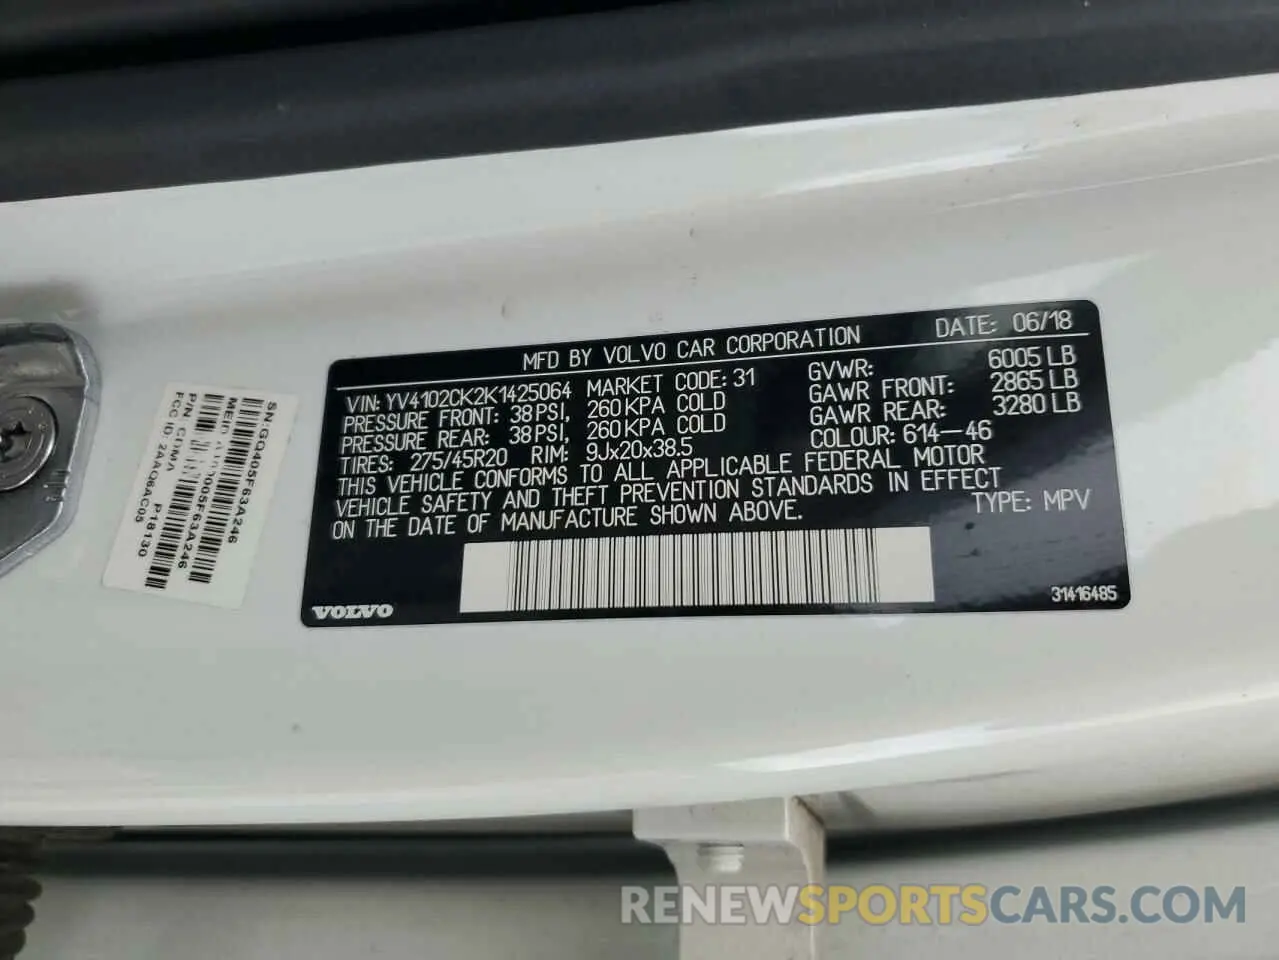 MFD BY VOLVO CAR CORPORATION DATE: 06/18
VIN: YV4102CK2K1425064 MARKET CODE: 31 GVWR: 6005 LB
PRESSURE FRONT: 38 PSI, 260 KPA COLD GAWR FRONT: 2865 LB
PRESSURE REAR: 38 PSI, 260 KPA COLD GAWR REAR: 3280 LB
TIRES: 275/45R20 RIM: 9Jx20x38.5 COLOUR: 614-46
THIS VEHICLE CONFORMS TO ALL APPLICABLE FEDERAL MOTOR
VEHICLE SAFETY AND THEFT PREVENTION STANDARDS IN EFFECT
ON THE DATE OF MANUFACTURE SHOWN ABOVE. TYPE: MPV
VOLVO
31416485
SN:GQ405F63A246
MEID
P/N CDMA P18130
FCC ID: 2AAO96AC05
RENEWSPORTSCARS.COM